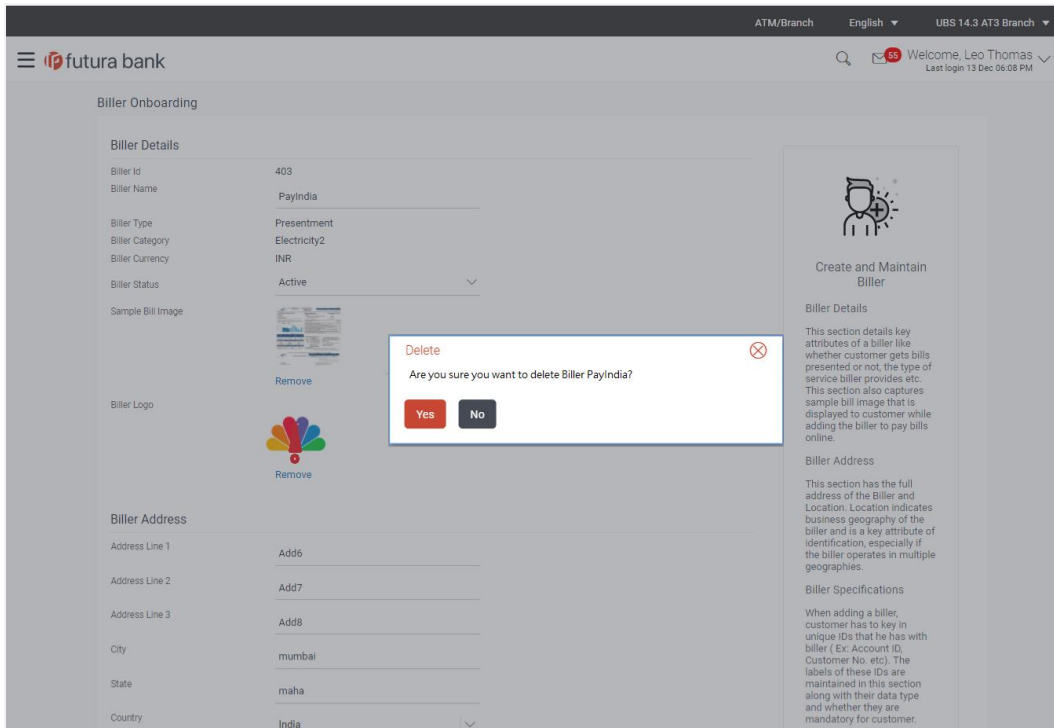 ATM/Branch English UBS 14.3 AT3 Branch
futura bank
55
Welcome, Leo Thomas
Last login 13 Dec 06:08 PM
Biller Onboarding
Biller Details
Biller Id 403
Biller Name PayIndia
Biller Type Presentment
Biller Category Electricity2
Biller Currency INR
Biller Status Active
Sample Bill Image
Remove
Biller Logo
Remove
Delete
Are you sure you want to delete Biller PayIndia?
Yes No
Biller Address
Address Line 1 Add6
Address Line 2 Add7
Address Line 3 Add8
City mumbai
State maha
Country India
Create and Maintain
Biller
Biller Details
This section details key
attributes of a biller like
whether customer gets bills
presented or not, the type of
service biller provides etc.
This section also captures
sample bill image that is
displayed to customer while
adding the biller to pay bills
online.
Biller Address
This section has the full
address of the Biller and
Location. Location indicates
business geography of the
biller and is a key attribute of
identification, especially if
the biller operates in multiple
geographies.
Biller Specifications
When adding a biller,
customer has to key in
unique IDs that he has with
biller ( Ex: Account ID,
Customer No. etc). The
labels of these IDs are
maintained in this section
along with their data type
and whether they are
mandatory for customer.